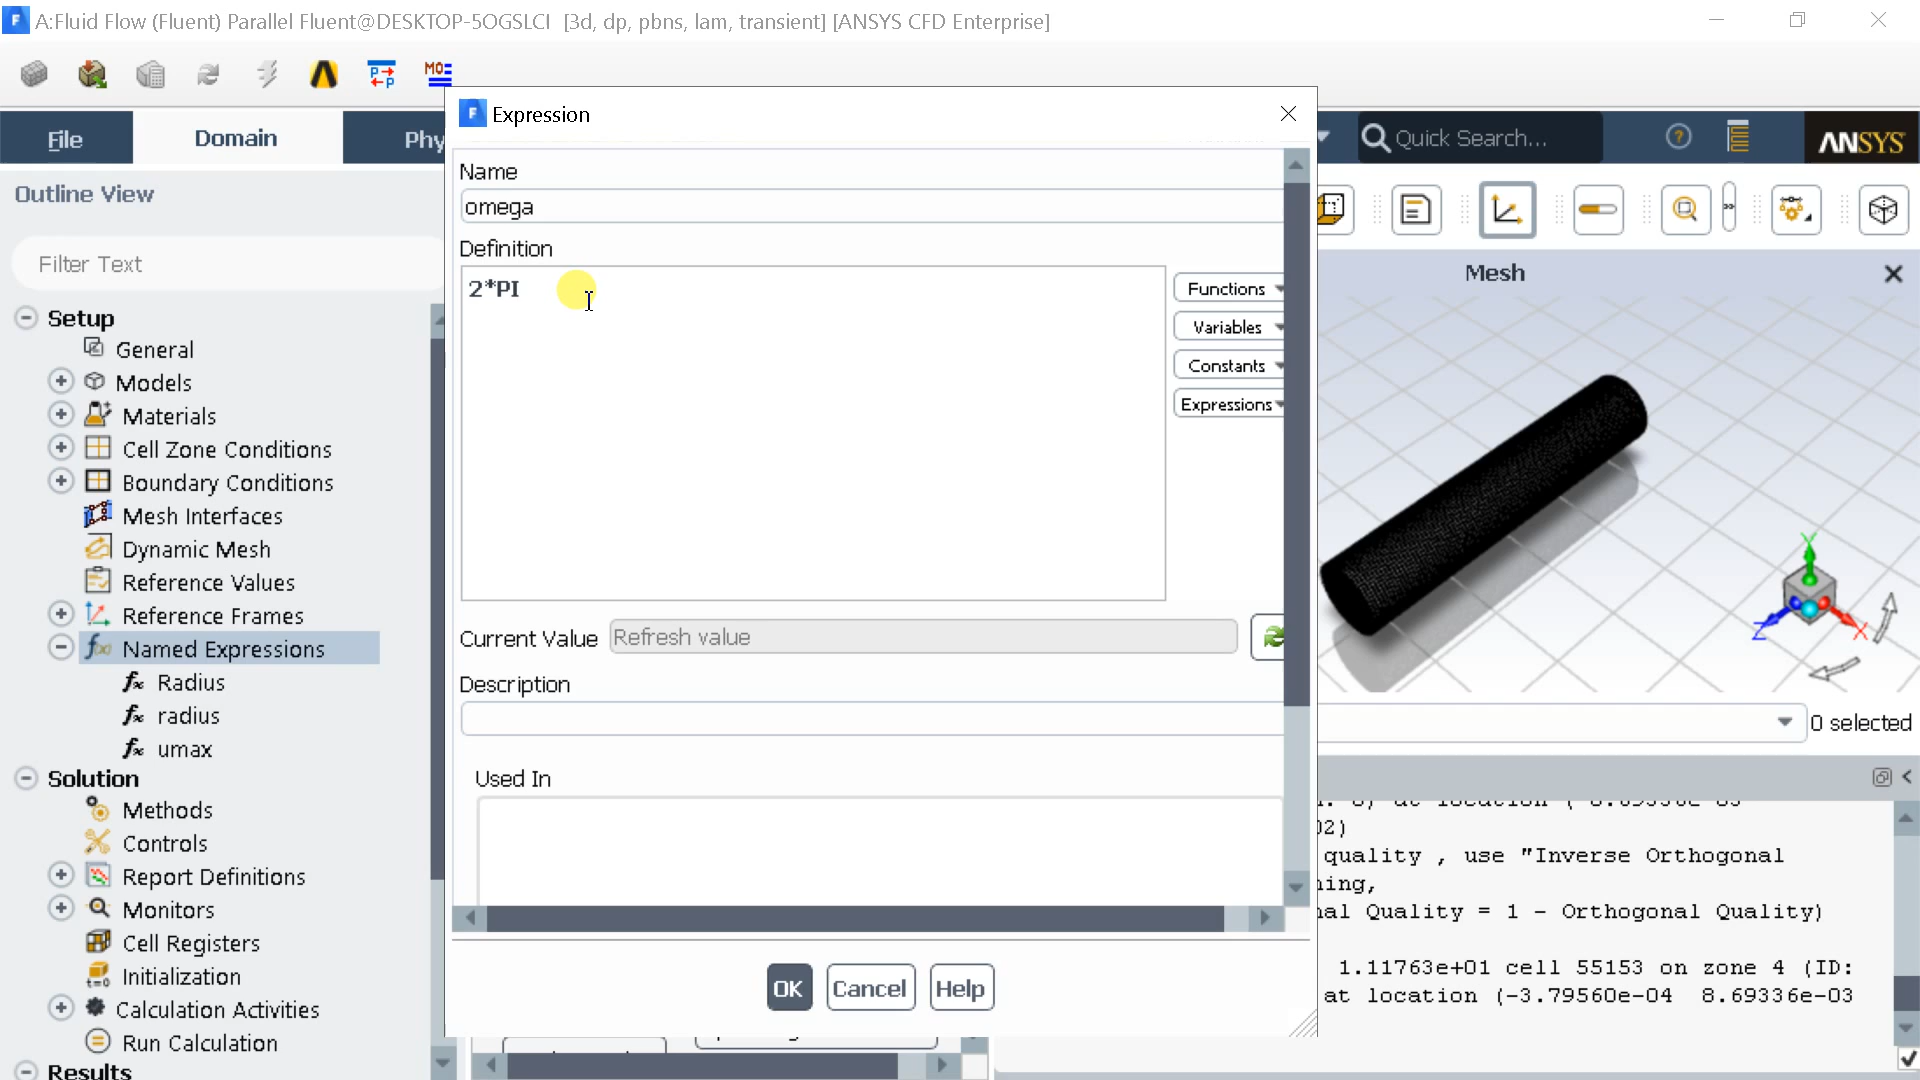 A:Fluid Flow (Fluent) Parallel Fluent@DESKTOP-5OGSLCI [3d, dp, pbns, lam, transient] [ANSYS CFD Enterprise]
File
Domain
Phy
Quick Search...
ANSYS
Outline View
Filter Text
Setup
General
Models
Materials
Cell Zone Conditions
Boundary Conditions
Mesh Interfaces
Dynamic Mesh
Reference Values
Reference Frames
Named Expressions
Radius
radius
umax
Solution
Methods
Controls
Report Definitions
Monitors
Cell Registers
Initialization
Calculation Activities
Run Calculation
Results
Expression
Name
omega
Definition
2*PI
Functions
Variables
Constants
Expressions
Current Value
Refresh value
Description
Used In
OK
Cancel
Help
Mesh
Y
Z
X
0 selected
02)
quality , use "Inverse Orthogonal
ing,
al Quality = 1 - Orthogonal Quality)
1.11763e+01 cell 55153 on zone 4 (ID:
at location (-3.79560e-04 8.69336e-03